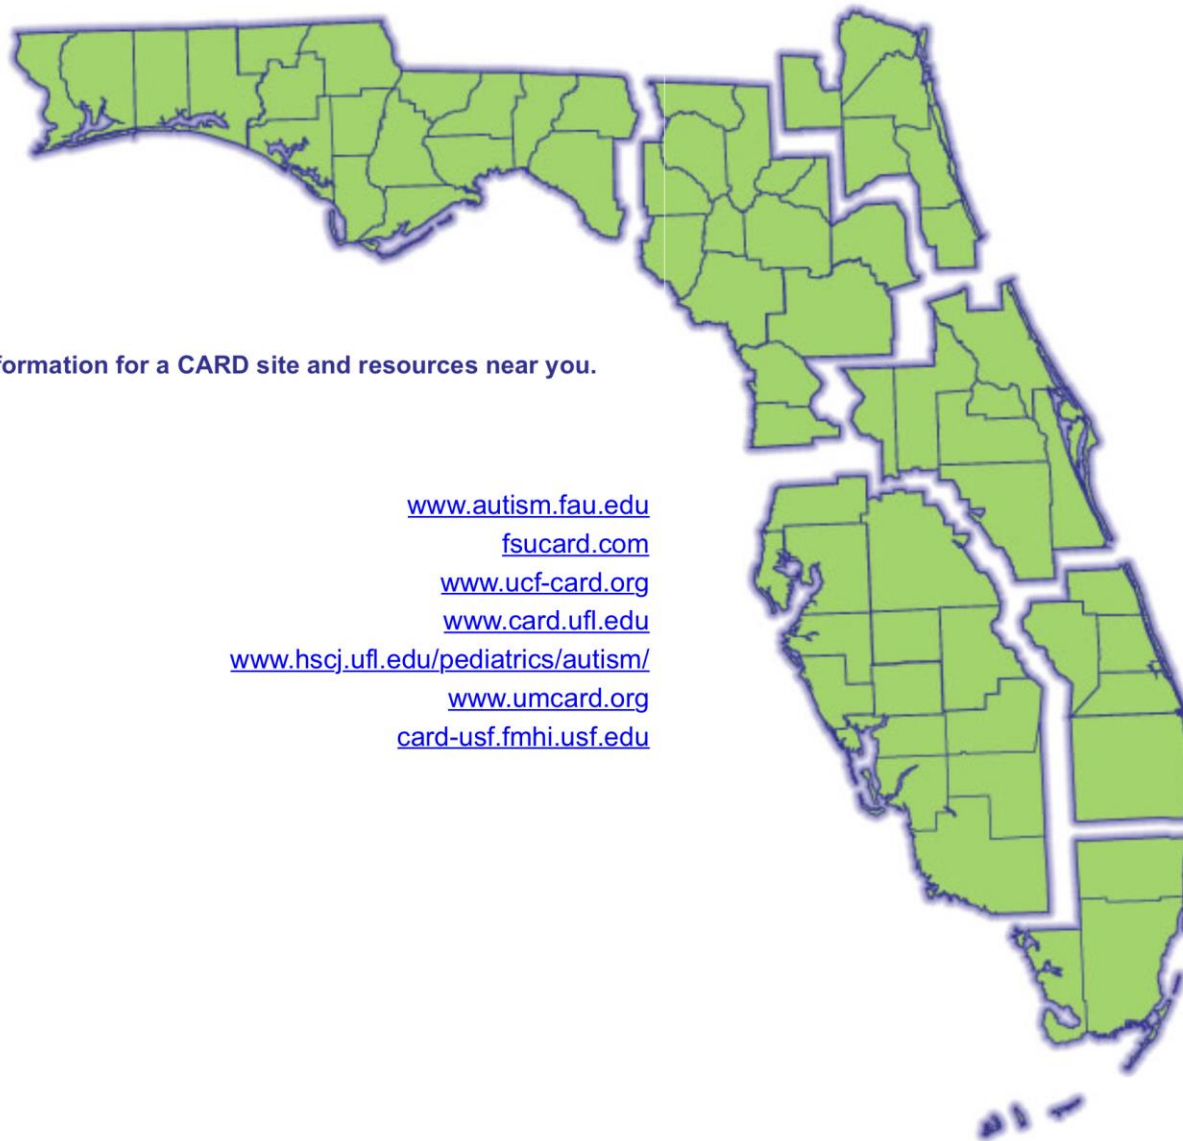 formation for a CARD site and resources near you.
www.autism.fau.edu
fsucard.com
www.ucf-card.org
www.card.ufl.edu
www.hscj.ufl.edu/pediatrics/autism/
www.umcard.org
card-usf.fmhi.usf.edu